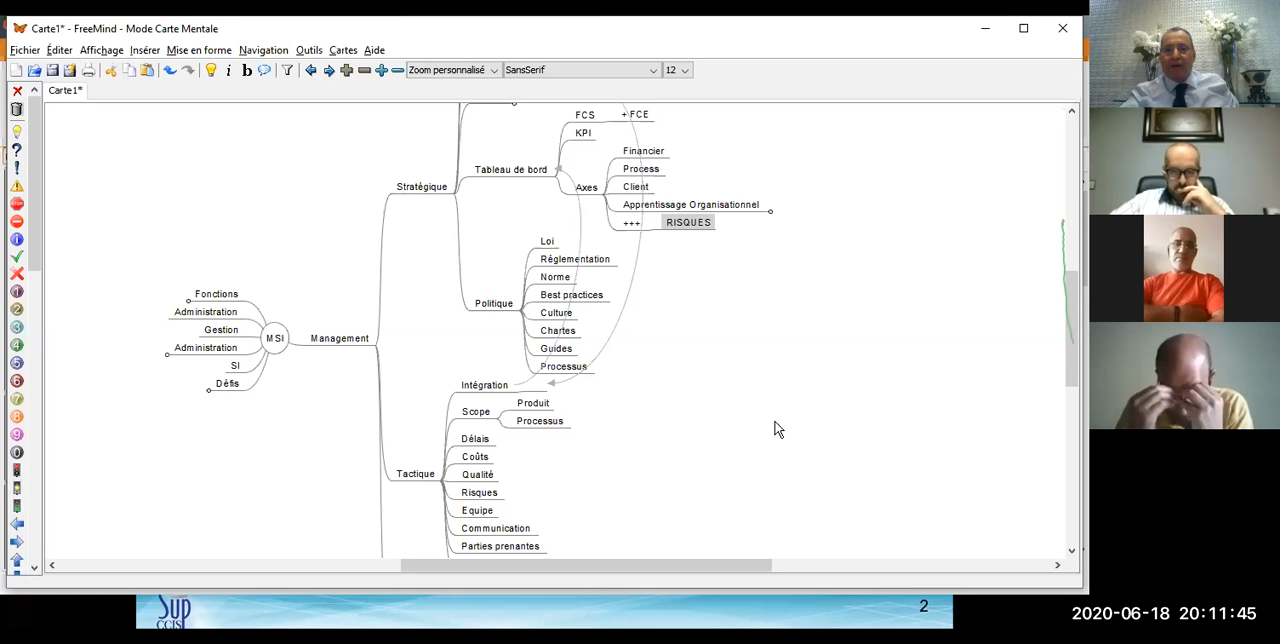 Carte1* - FreeMind - Mode Carte Mentale
Fichier Éditer Affichage Insérer Mise en forme Navigation Outils Cartes Aide
Zoom personnalisé SansSerif 12
Carte1*
FCS + FCE
KPI
Financier
Tableau de bord
Process
Stratégique
Axes
Client
Apprentissage Organisationnel
+++ RISQUES
Loi
Réglementation
Norme
Best practices
Politique
Culture
Chartes
Guides
Processus
Fonctions
Administration
Gestion
MSI
Management
Administration
SI
Défis
Intégration
Produit
Scope
Processus
Délais
Coûts
Tactique
Qualité
Risques
Equipe
Communication
Parties prenantes
Sup
CCIS
2
2020-06-18 20:11:45